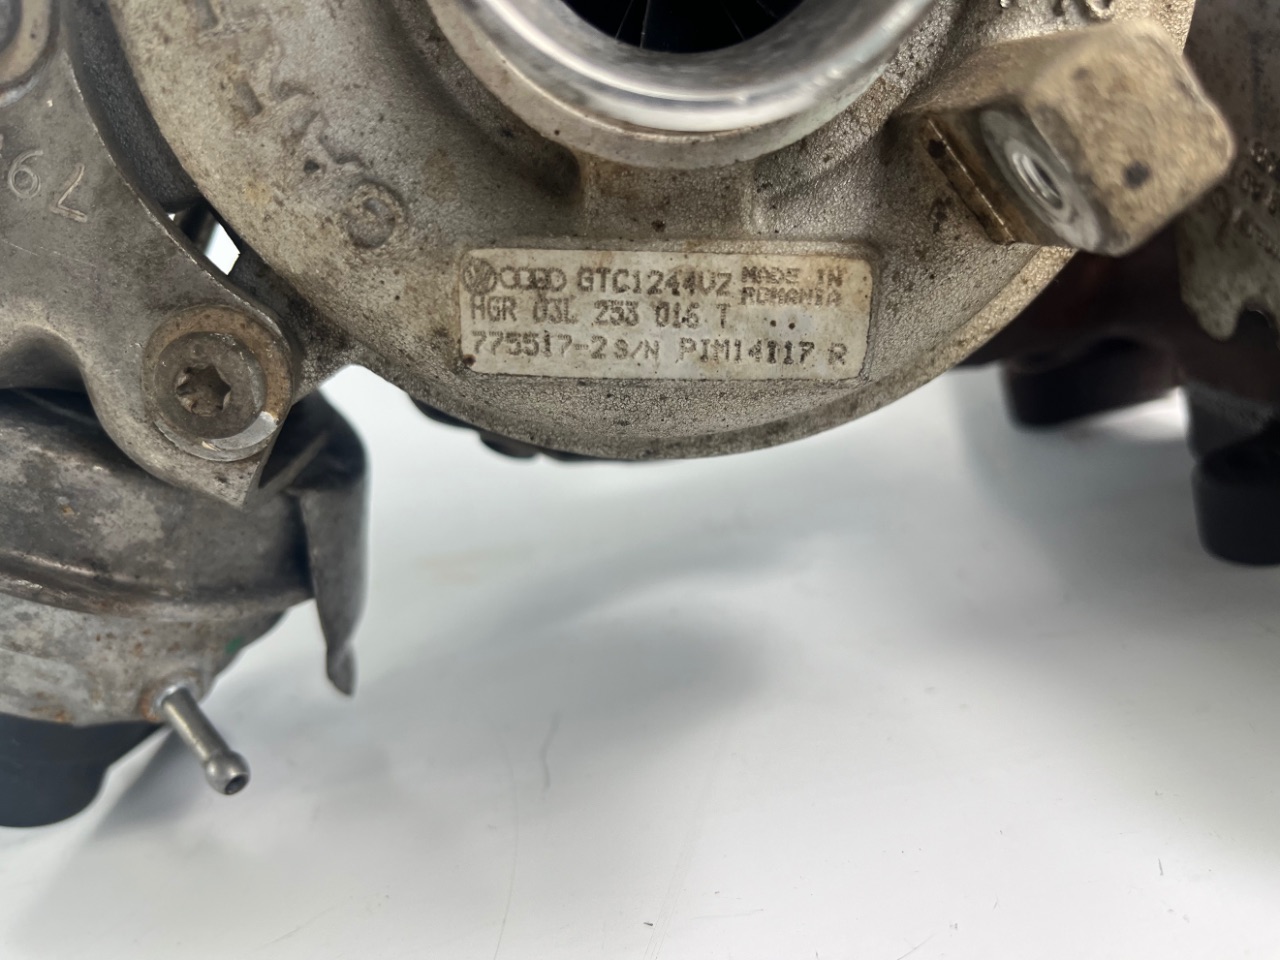 GTC1244VZ MADE IN ROMANIA
HGR 03L 253 016 T
775517-2 S/N PIM14117 R